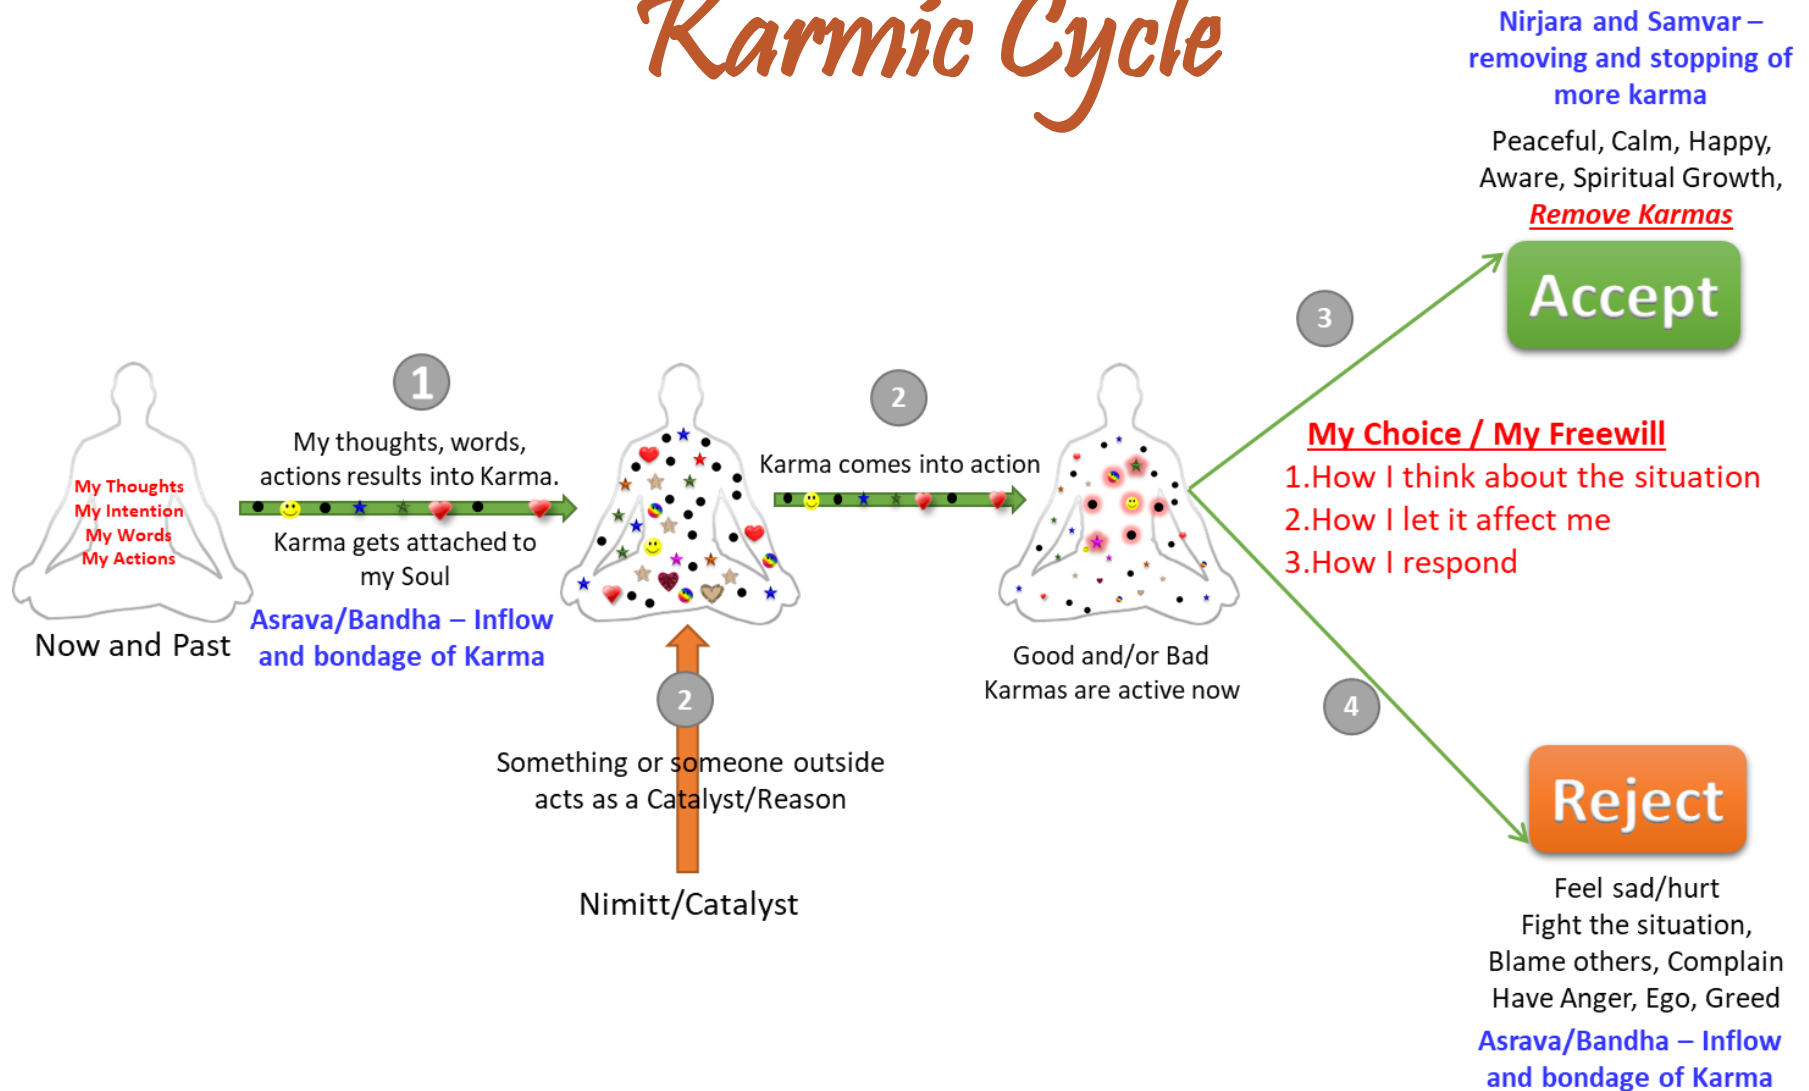 Karmic Cycle
Nirjara and Samvar –
removing and stopping of
more karma
Peaceful, Calm, Happy,
Aware, Spiritual Growth,
Remove Karmas
Accept
3
1
My thoughts, words,
actions results into Karma.
Karma gets attached to
my Soul
Asrava/Bandha – Inflow
and bondage of Karma
My Thoughts
My Intention
My Words
My Actions
Now and Past
2
Karma comes into action
2
Something or someone outside
acts as a Catalyst/Reason
Nimitt/Catalyst
Good and/or Bad
Karmas are active now
My Choice / My Freewill
1.How I think about the situation
2.How I let it affect me
3.How I respond
4
Reject
Feel sad/hurt
Fight the situation,
Blame others, Complain
Have Anger, Ego, Greed
Asrava/Bandha – Inflow
and bondage of Karma